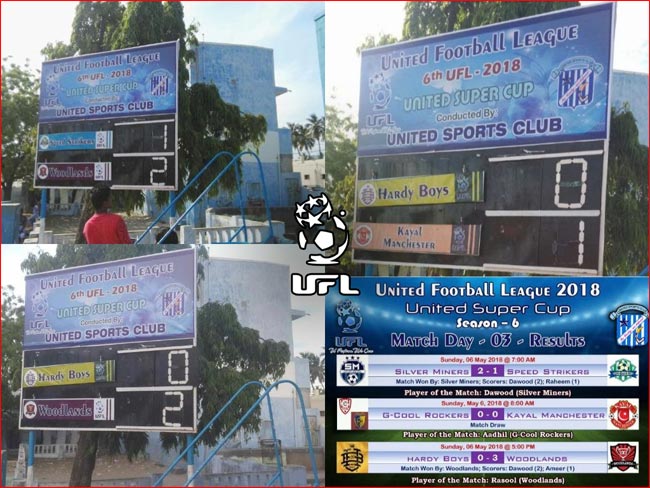 United Football League
6th UFL - 2018
UNITED SUPER CUP
Conducted By:
UNITED SPORTS CLUB
Speed Strikers
1
Woodlands
2
United Football League
6th UFL - 2018
UNITED SUPER CUP
Conducted By:
UNITED SPORTS CLUB
UFL
Hardy Boys
0
Kayal
Manchester
1
UFL
United Football League
6th UFL - 2018
UNITED SUPER CUP
Conducted By:
UNITED SPORTS CLUB
Hardy Boys
0
Woodlands
2
United Football League 2018
United Super Cup
Season - 6
UFL
Match Day - 03 - Results
Sunday, 06 May 2018 @ 7:00 AM
SM
Silver Miners 2 - 1 Speed Strikers
Match Won By: Silver Miners; Scorers: Dawood (2); Raheem (1)
Player of the Match: Dawood (Silver Miners)
Sunday, May 6, 2018 @ 8:00 AM
G-Cool Rockers 0 - 0 Kayal Manchester
Match Draw
Player of the Match: Aadhil (G Cool Rockers)
Sunday, 06 May 2018 @ 5:00 PM
Hardy Boys 0 - 3 Woodlands
Match Won By: Woodlands; Scorers: Dawood (2); Ameer (1)
Player of the Match: Rasool (Woodlands)